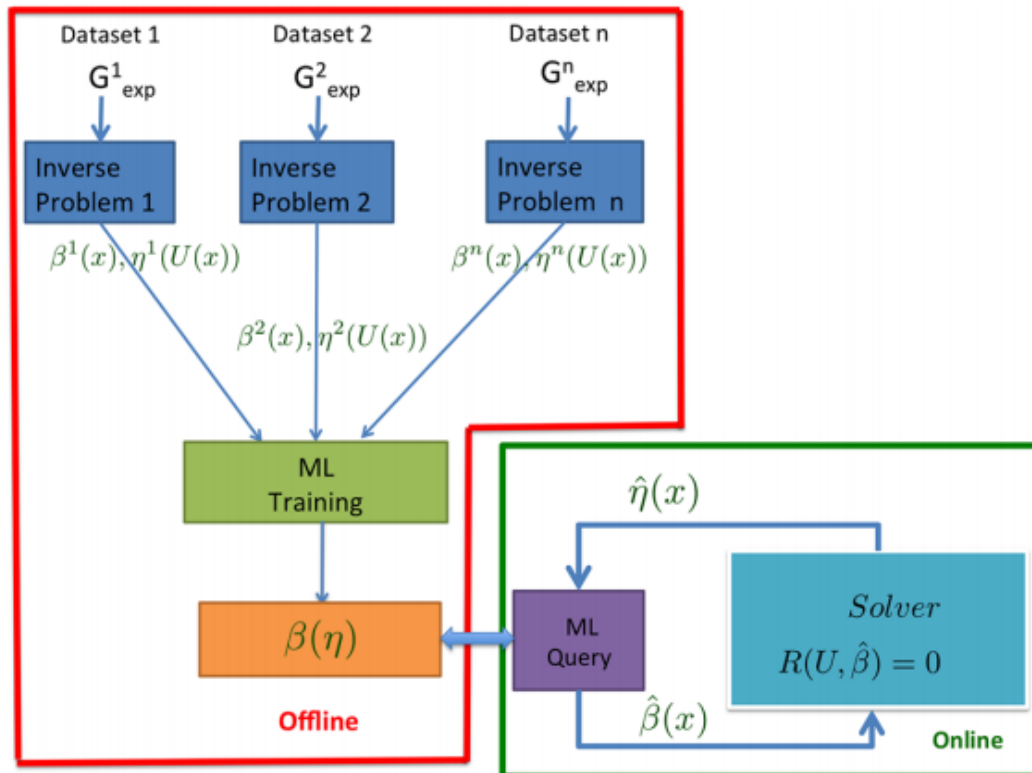 Dataset 1
Dataset 2
Dataset n
G¹exp
G²exp
Gⁿexp
Inverse
Problem 1
Inverse
Problem 2
Inverse
Problem n
β¹(x), η¹(U(x))
βⁿ(x), ηⁿ(U(x))
β²(x), η²(U(x))
ML
Training
β(η)
Offline
η̂(x)
ML
Query
Solver
R(U, β̂) = 0
β̂(x)
Online